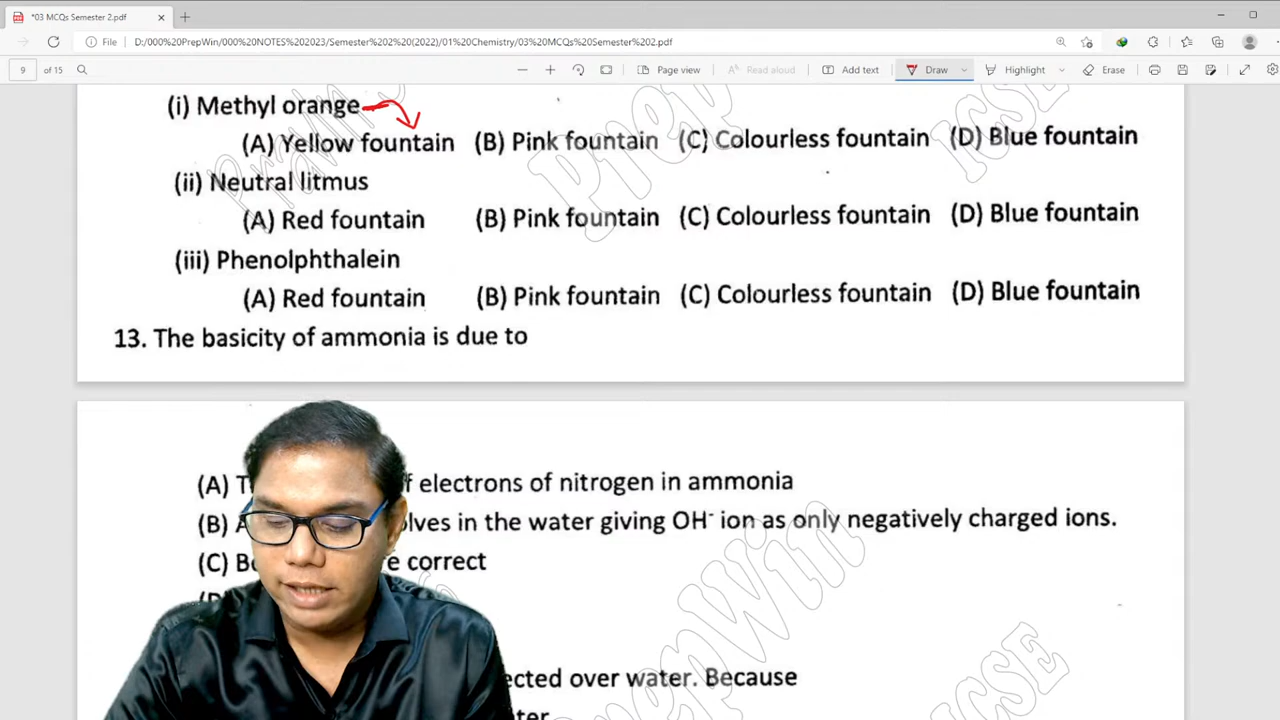 *03 MCQs Semester 2.pdf
File D:/000%20PrepWin/000%20NOTES%202023/Semester%202%20(2022)/01%20Chemistry/03%20MCQs%20Semester%202.pdf
9 of 15 Page view Read aloud Add text Draw Highlight Erase
(i) Methyl orange
(A) Yellow fountain (B) Pink fountain (C) Colourless fountain (D) Blue fountain
(ii) Neutral litmus
(A) Red fountain (B) Pink fountain (C) Colourless fountain (D) Blue fountain
(iii) Phenolphthalein
(A) Red fountain (B) Pink fountain (C) Colourless fountain (D) Blue fountain
13. The basicity of ammonia is due to
(A) electrons of nitrogen in ammonia
(B) in the water giving OH⁻ ion as only negatively charged ions.
(C) correct
over water. Because
PrepWin
ICSE
PrepWin
ICSE